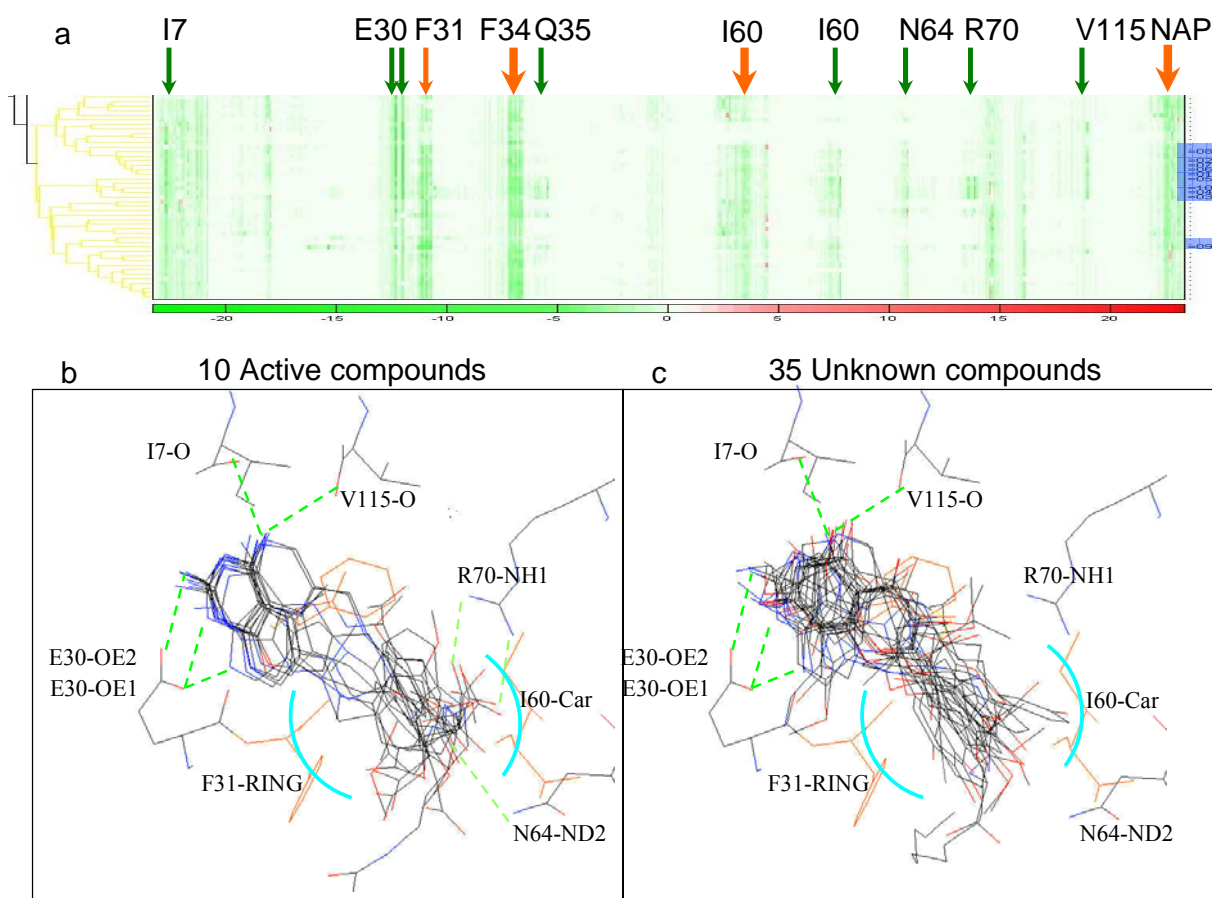 a
I7 E30 F31 F34 Q35 I60 I60 N64 R70 V115 NAP
-20 -15 -10 -5 0 5 10 15 20
b 10 Active compounds
c 35 Unknown compounds
I7-O
V115-O
R70-NH1
E30-OE2
E30-OE1
I60-Car
F31-RING
N64-ND2
I7-O
V115-O
R70-NH1
E30-OE2
E30-OE1
I60-Car
F31-RING
N64-ND2